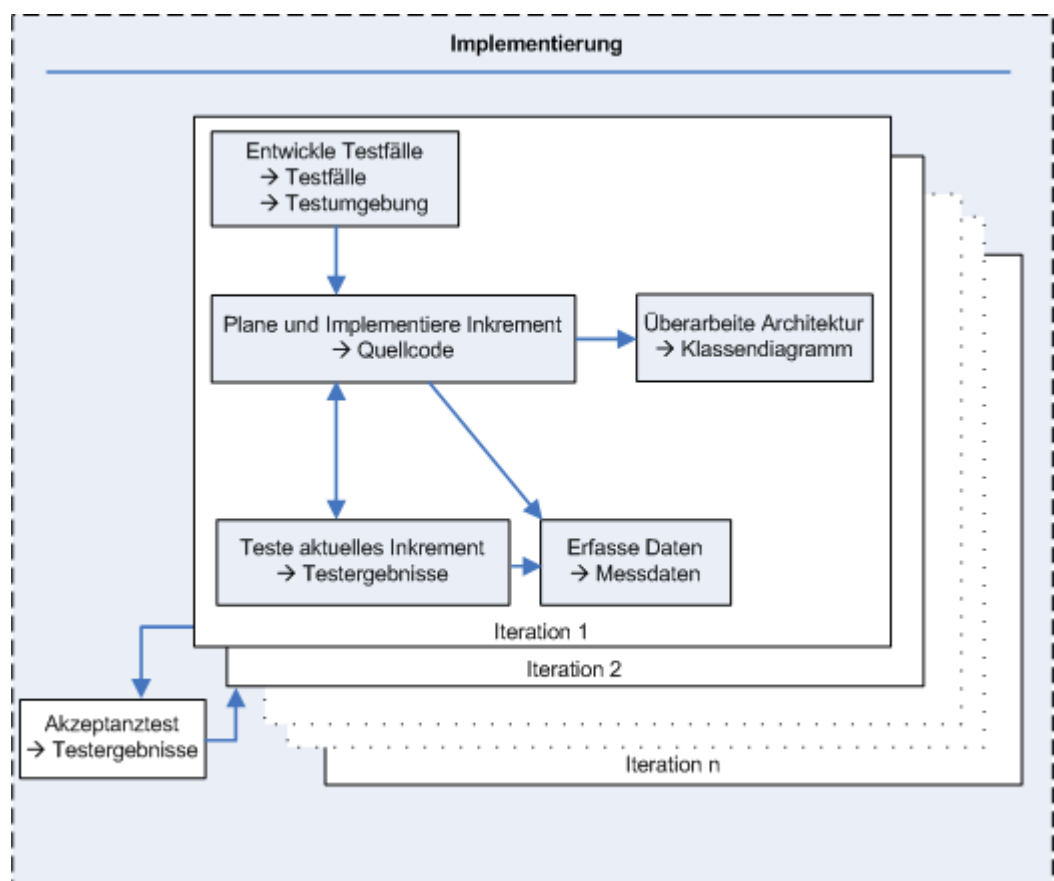 Implementierung
Entwickle Testfälle
→ Testfälle
→ Testumgebung
Plane und Implementiere Inkrement
→ Quellcode
Überarbeite Architektur
→ Klassendiagramm
Teste aktuelles Inkrement
→ Testergebnisse
Erfasse Daten
→ Messdaten
Iteration 1
Iteration 2
Akzeptanztest
→ Testergebnisse
Iteration n